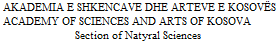 AKADEMIA E SHKENCAVE DHE ARTEVE E KOSOVËS
ACADEMY OF SCIENCES AND ARTS OF KOSOVA
Section of Natyral Sciences